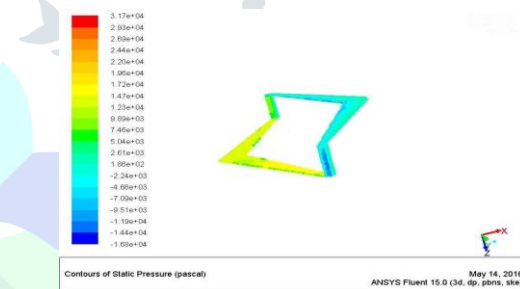 3.17e+04
2.93e+04
2.69e+04
2.44e+04
2.20e+04
1.96e+04
1.72e+04
1.47e+04
1.23e+04
9.89e+03
7.46e+03
5.04e+03
2.61e+03
1.86e+02
-2.24e+03
-4.66e+03
-7.09e+03
-9.51e+03
-1.19e+04
-1.44e+04
-1.68e+04
X
Z
Contours of Static Pressure (pascal)
May 14, 2016
ANSYS Fluent 15.0 (3d, dp, pbns, ske)